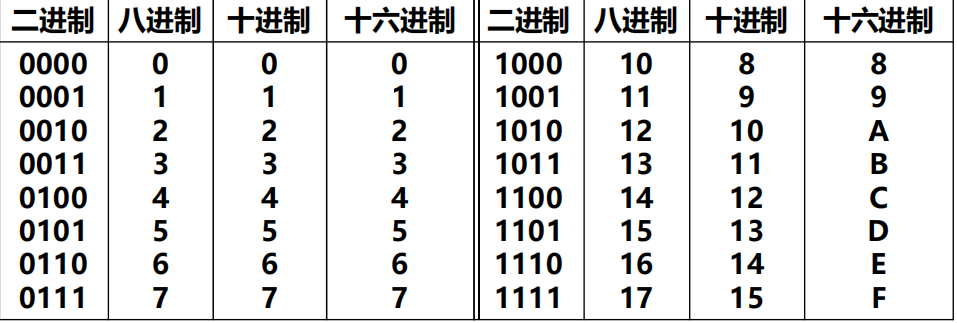 二进制 八进制 十进制 十六进制 二进制 八进制 十进制 十六进制
0000 0 0 0 1000 10 8 8
0001 1 1 1 1001 11 9 9
0010 2 2 2 1010 12 10 A
0011 3 3 3 1011 13 11 B
0100 4 4 4 1100 14 12 C
0101 5 5 5 1101 15 13 D
0110 6 6 6 1110 16 14 E
0111 7 7 7 1111 17 15 F